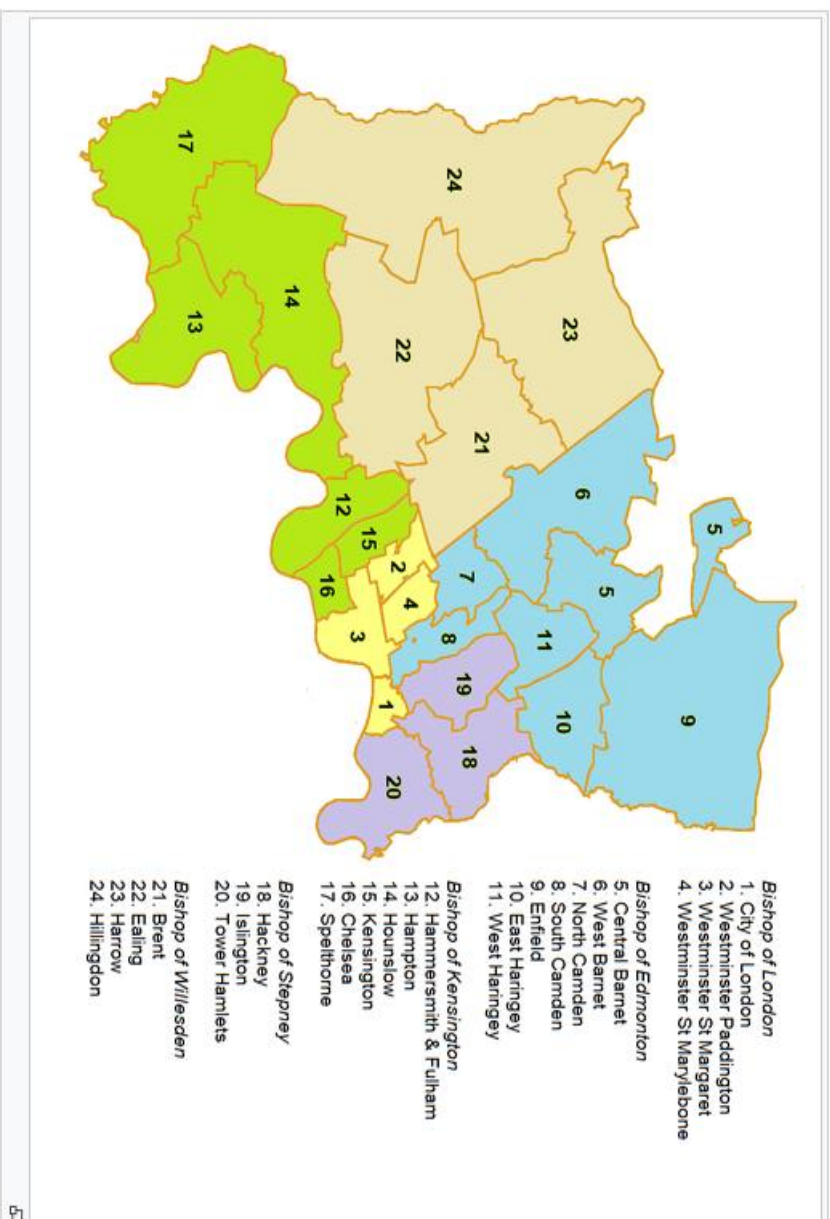 24
23
17
22
14
21
13
6
5
5
12
15
7
2
16
4
11
3
8
9
19
10
1
18
20
Bishop of London
1. City of London
2. Westminster Paddington
3. Westminster St Margaret
4. Westminster St Marylebone
Bishop of Edmonton
5. Central Barnet
6. West Barnet
7. North Camden
8. South Camden
9. Enfield
10. East Haringey
11. West Haringey
Bishop of Kensington
12. Hammersmith & Fulham
13. Hampton
14. Hounslow
15. Kensington
16. Chelsea
17. Spelthorne
Bishop of Stepney
18. Hackney
19. Islington
20. Tower Hamlets
Bishop of Willesden
21. Brent
22. Ealing
23. Harrow
24. Hillingdon